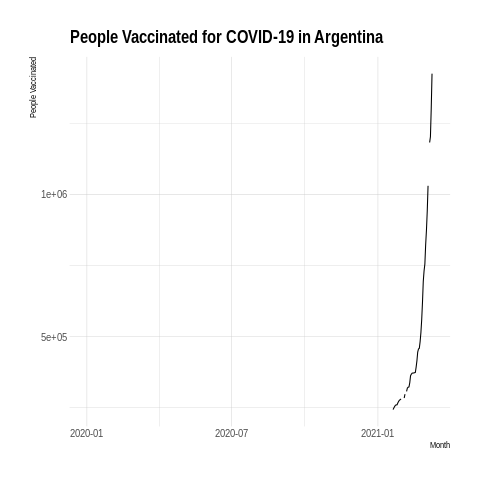 People Vaccinated for COVID-19 in Argentina
People Vaccinated
1e+06
5e+05
2020-01
2020-07
2021-01
Month